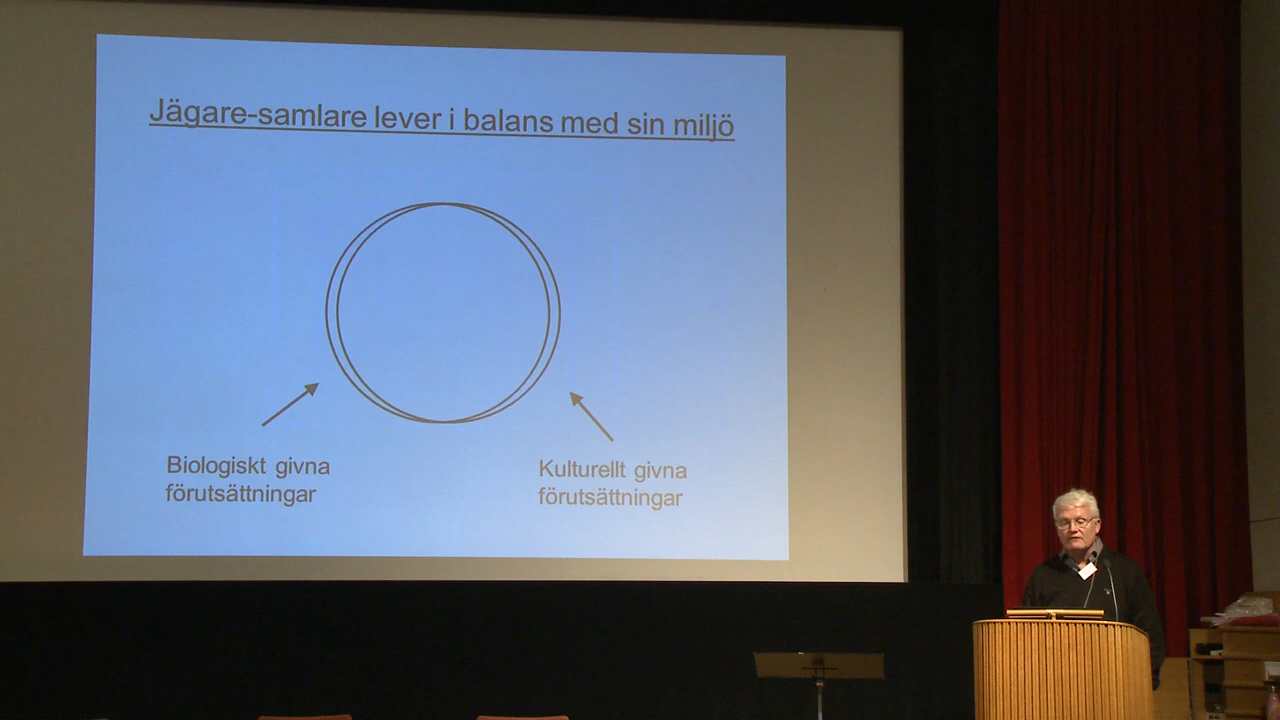 Jägare-samlare lever i balans med sin miljö
Biologiskt givna
förutsättningar
Kulturellt givna
förutsättningar